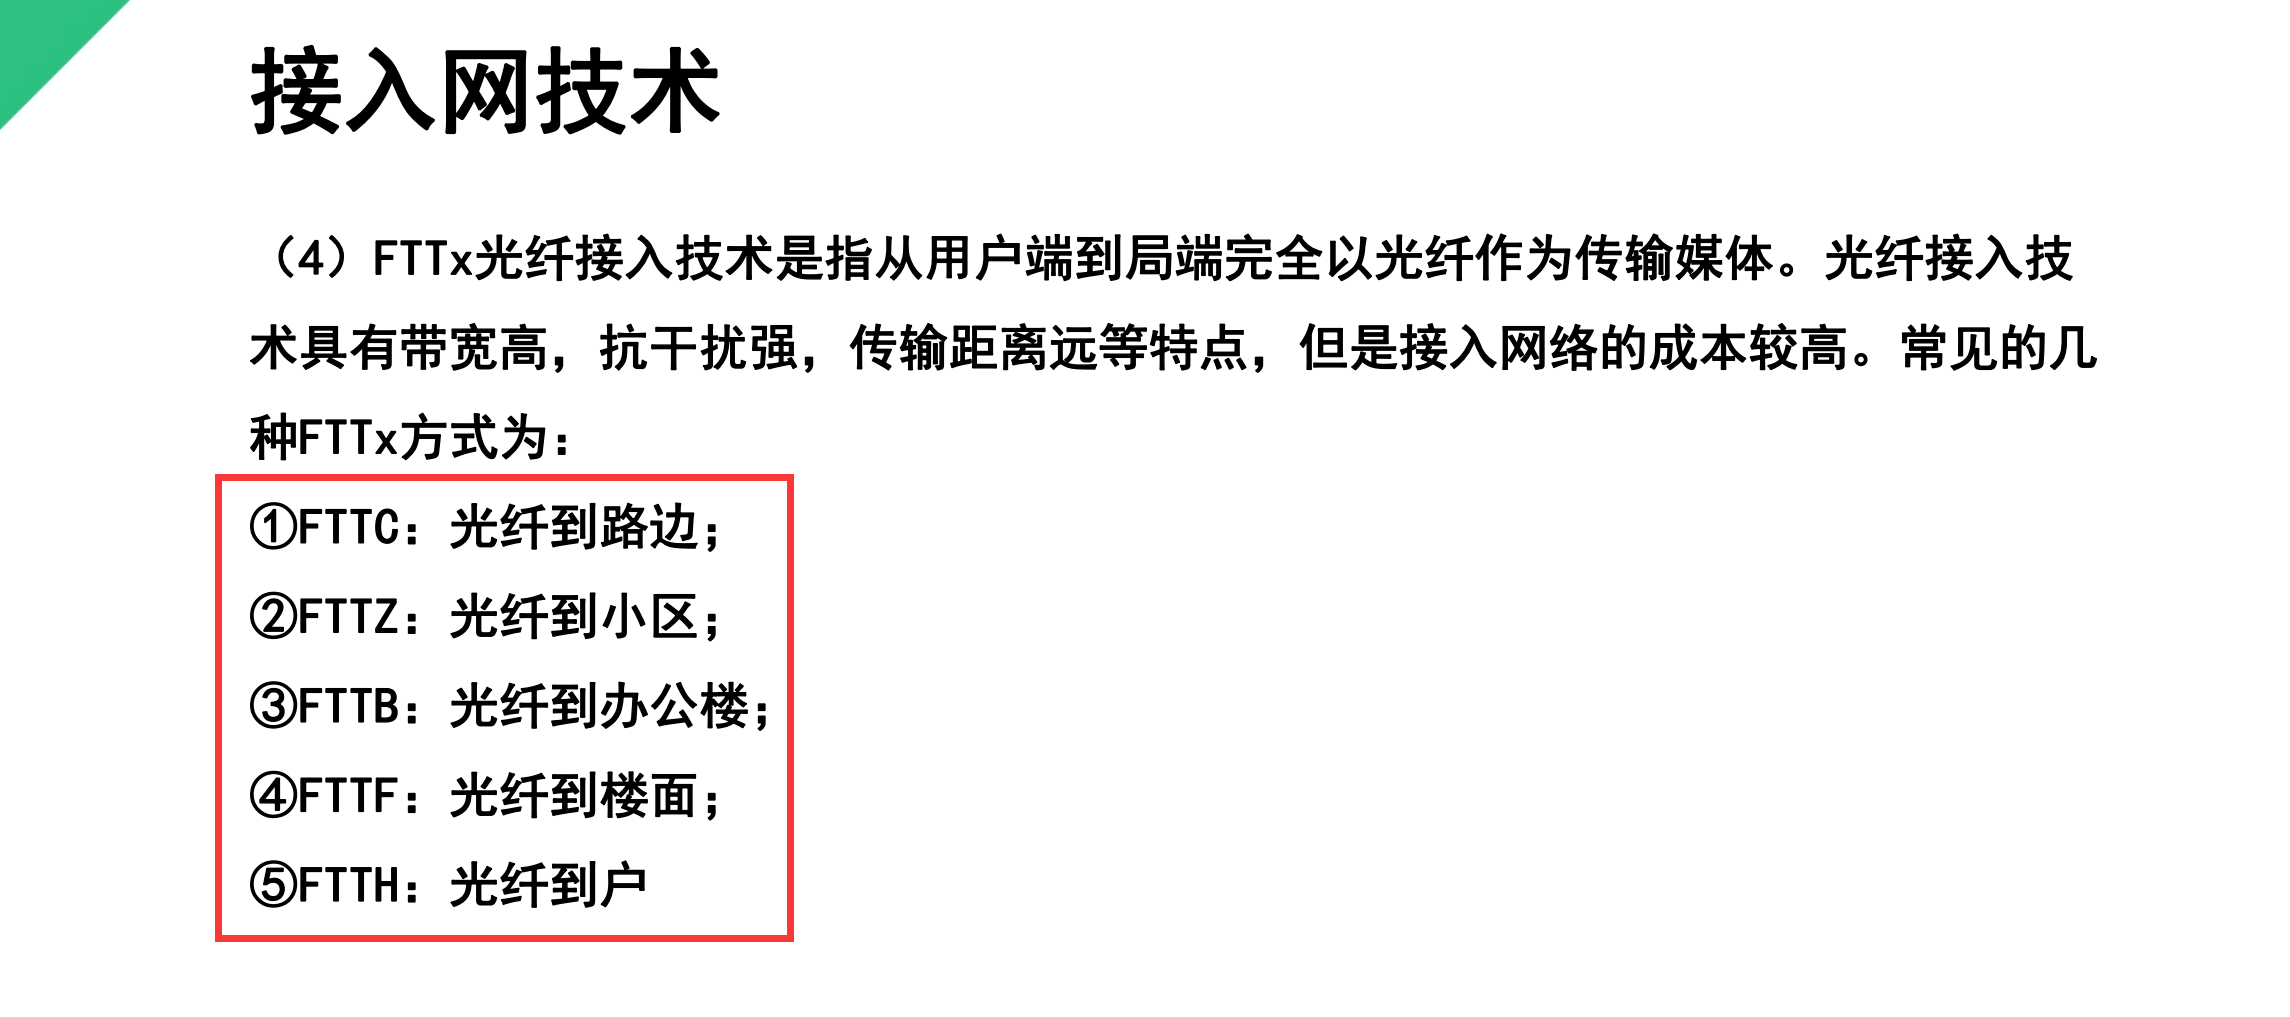 接入网技术
（4）FTTx光纤接入技术是指从用户端到局端完全以光纤作为传输媒体。光纤接入技
术具有带宽高，抗干扰强，传输距离远等特点，但是接入网络的成本较高。常见的几
种FTTx方式为：
①FTTC：光纤到路边；
②FTTZ：光纤到小区；
③FTTB：光纤到办公楼；
④FTTF：光纤到楼面；
⑤FTTH：光纤到户